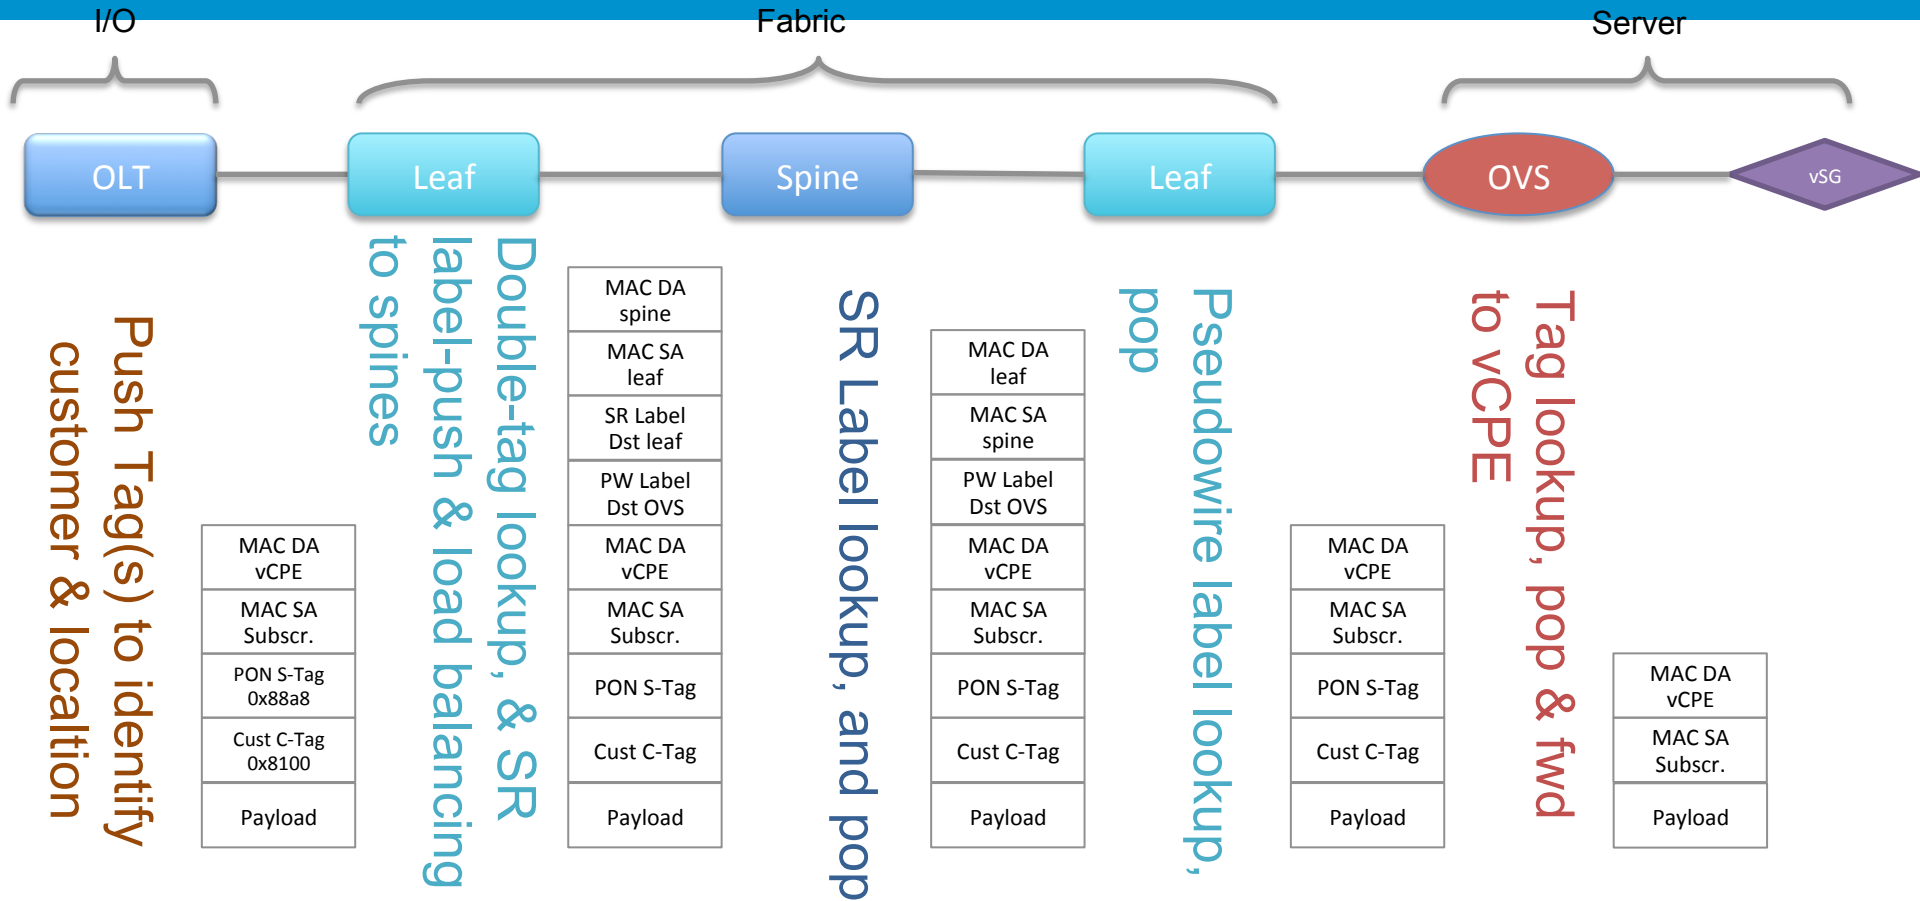 I/O
Fabric
Server
OLT
Leaf
Spine
Leaf
OVS
vSG
Push Tag(s) to identify
customer & localtion
MAC DA
vCPE
MAC SA
Subscr.
PON S-Tag
0x88a8
Cust C-Tag
0x8100
Payload
Double-tag lookup, & SR
label-push & load balancing
to spines
MAC DA
spine
MAC SA
leaf
SR Label
Dst leaf
PW Label
Dst OVS
MAC DA
vCPE
MAC SA
Subscr.
PON S-Tag
Cust C-Tag
Payload
SR Label lookup, and pop
MAC DA
leaf
MAC SA
spine
PW Label
Dst OVS
MAC DA
vCPE
MAC SA
Subscr.
PON S-Tag
Cust C-Tag
Payload
Pseudowire label lookup,
pop
MAC DA
vCPE
MAC SA
Subscr.
PON S-Tag
Cust C-Tag
Payload
Tag lookup, pop & fwd
to vCPE
MAC DA
vCPE
MAC SA
Subscr.
Payload